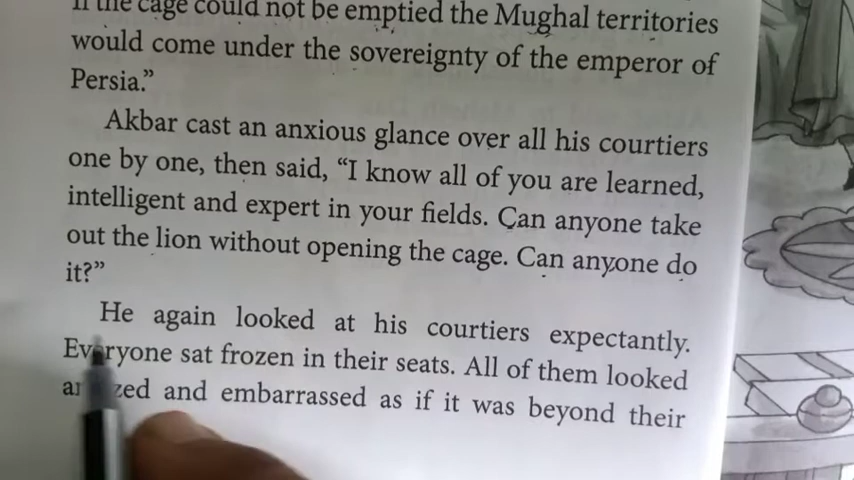 If the cage could not be emptied the Mughal territories
would come under the sovereignty of the emperor of
Persia.”
Akbar cast an anxious glance over all his courtiers
one by one, then said, “I know all of you are learned,
intelligent and expert in your fields. Can anyone take
out the lion without opening the cage. Can anyone do
it?”
He again looked at his courtiers expectantly.
Everyone sat frozen in their seats. All of them looked
and embarrassed as if it was beyond their